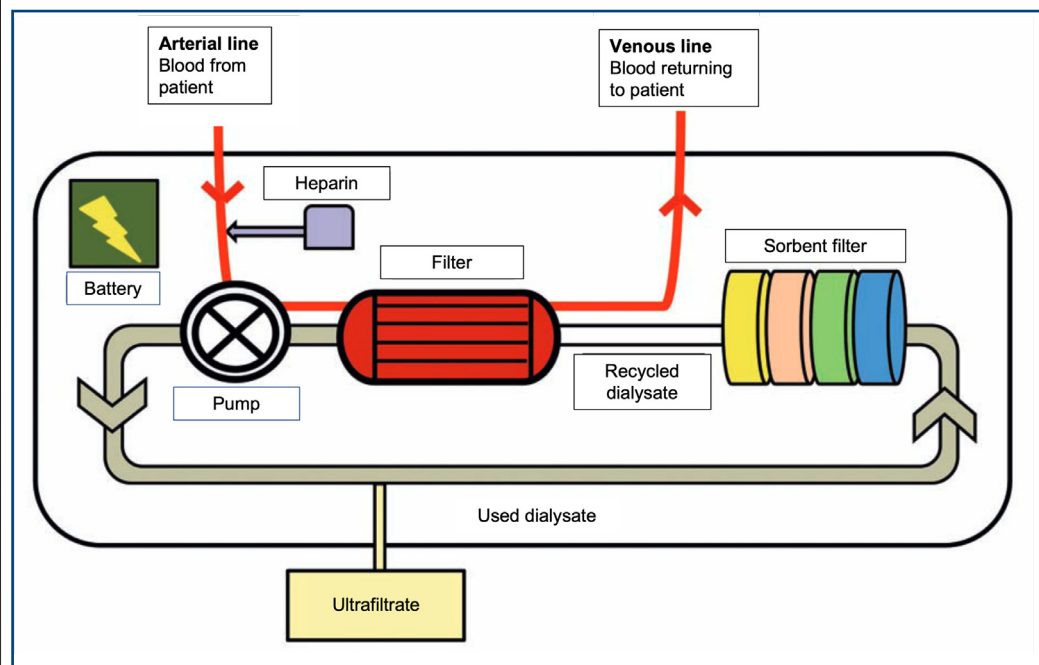 Arterial line
Blood from
patient
Venous line
Blood returning
to patient
Heparin
Battery
Filter
Sorbent filter
Pump
Recycled
dialysate
Used dialysate
Ultrafiltrate